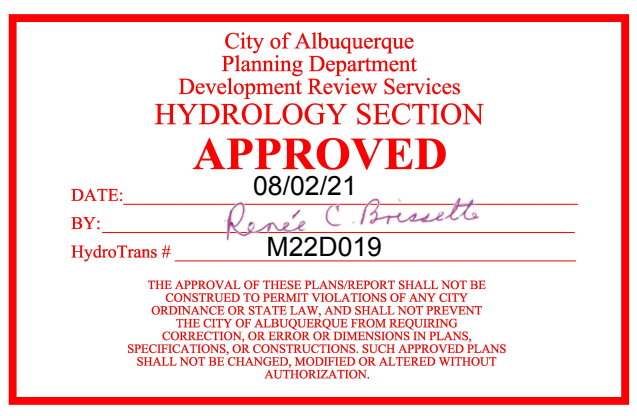 City of Albuquerque
Planning Department
Development Review Services
HYDROLOGY SECTION
APPROVED
DATE: 08/02/21
BY: Renée C. Brissette
HydroTrans # M22D019
THE APPROVAL OF THESE PLANS/REPORT SHALL NOT BE
CONSTRUED TO PERMIT VIOLATIONS OF ANY CITY
ORDINANCE OR STATE LAW, AND SHALL NOT PREVENT
THE CITY OF ALBUQUERQUE FROM REQUIRING
CORRECTION, OR ERROR OR DIMENSIONS IN PLANS,
SPECIFICATIONS, OR CONSTRUCTIONS. SUCH APPROVED PLANS
SHALL NOT BE CHANGED, MODIFIED OR ALTERED WITHOUT
AUTHORIZATION.